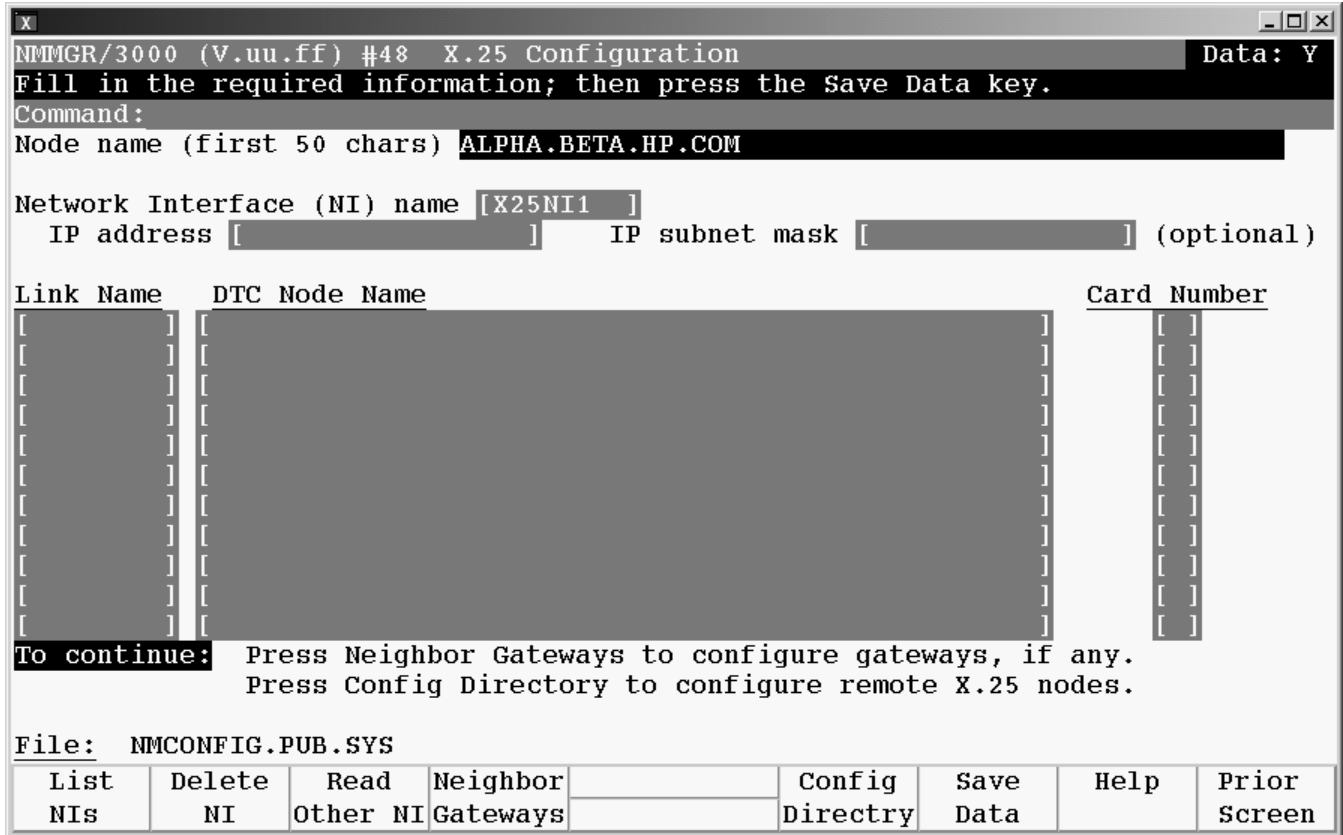 X
NMMGR/3000 (V.uu.ff) #48 X.25 Configuration Data: Y
Fill in the required information; then press the Save Data key.
Command:
Node name (first 50 chars) ALPHA.BETA.HP.COM
Network Interface (NI) name [X25NI1 ]
IP address [ ] IP subnet mask [ ] (optional)
Link Name DTC Node Name Card Number
[ ] [ ] [ ]
[ ] [ ] [ ]
[ ] [ ] [ ]
[ ] [ ] [ ]
[ ] [ ] [ ]
[ ] [ ] [ ]
[ ] [ ] [ ]
[ ] [ ] [ ]
[ ] [ ] [ ]
[ ] [ ] [ ]
[ ] [ ] [ ]
To continue: Press Neighbor Gateways to configure gateways, if any.
Press Config Directory to configure remote X.25 nodes.
File: NMCONFIG.PUB.SYS
List Delete Read Neighbor Config Save Help Prior
NIs NI Other NI Gateways Directry Data Screen